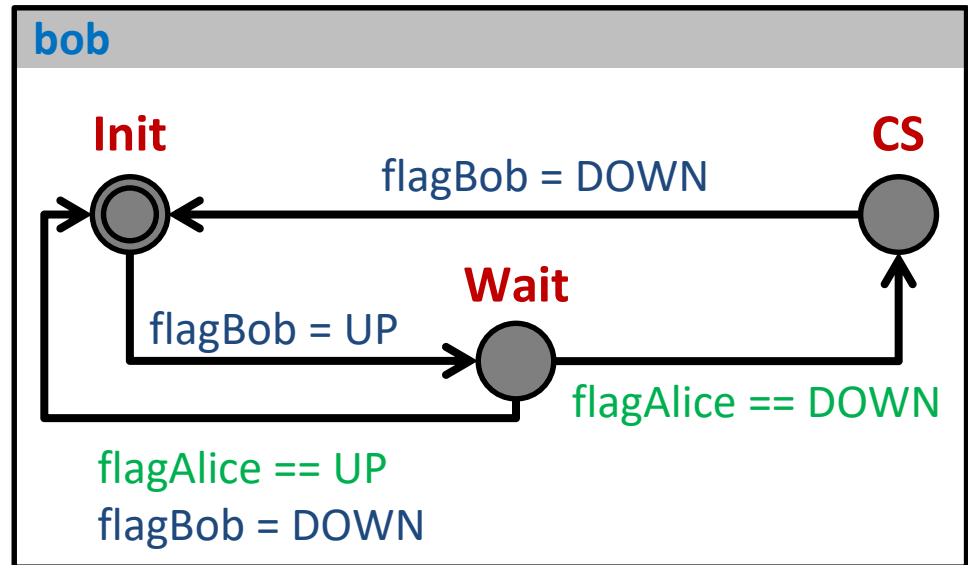 bob
Init
CS
flagBob = DOWN
Wait
flagBob = UP
flagAlice == DOWN
flagAlice == UP
flagBob = DOWN